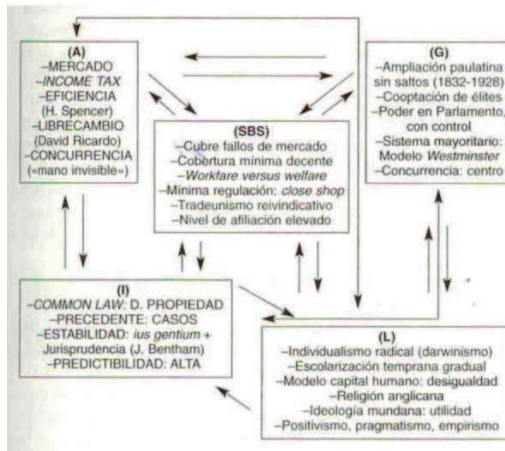 (A)
–MERCADO
–INCOME TAX
–EFICIENCIA
(H. Spencer)
–LIBRECAMBIO
(David Ricardo)
–CONCURRENCIA
(«mano invisible»)
(G)
–Ampliación paulatina
sin saltos (1832-1928)
–Cooptación de élites
–Poder en Parlamento,
con control
–Sistema mayoritario:
Modelo Westminster
–Concurrencia: centro
(SBS)
–Cubre fallos de mercado
–Cobertura mínima decente
–Workfare versus welfare
–Mínima regulación: close shop
–Tradeunismo reivindicativo
–Nivel de afiliación elevado
(I)
–COMMON LAW: D. PROPIEDAD
–PRECEDENTE: CASOS
–ESTABILIDAD: ius gentium +
Jurisprudencia (J. Bentham)
–PREDICTIBILIDAD: ALTA
(L)
–Individualismo radical (darwinismo)
–Escolarización temprana gradual
–Modelo capital humano: desigualdad
–Religión anglicana
–Ideología mundana: utilidad
–Positivismo, pragmatismo, empirismo